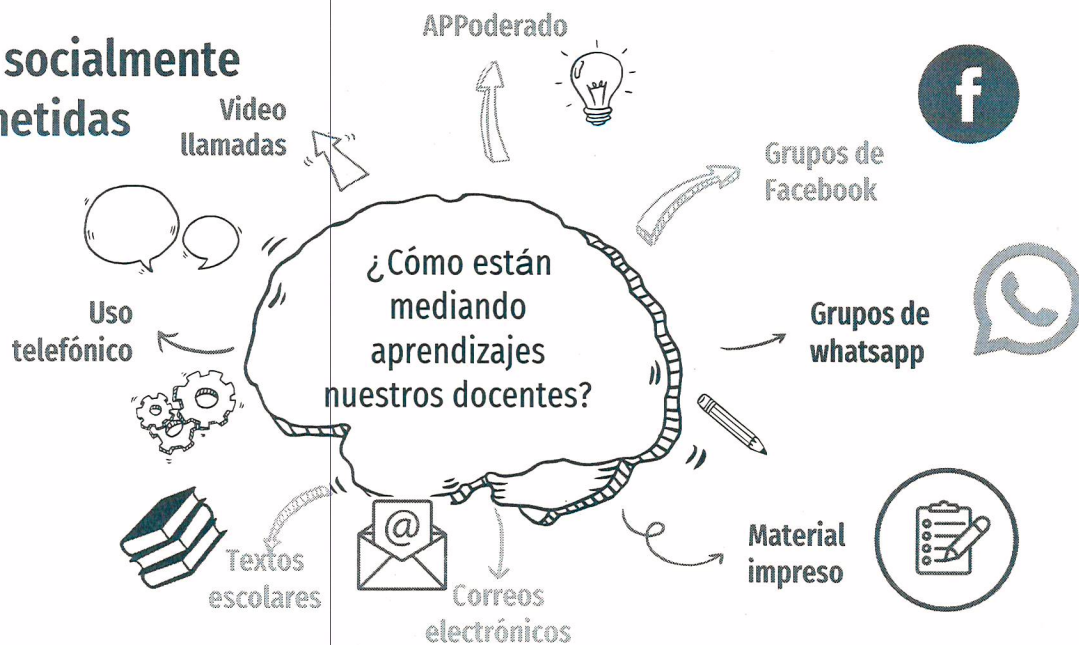 socialmente
netidas
APPoderado
Video
llamadas
Grupos de
Facebook
f
¿Cómo están
mediando
aprendizajes
nuestros docentes?
Uso
telefónico
Grupos de
whatsapp
Textos
escolares
@
Correos
electrónicos
Material
impreso